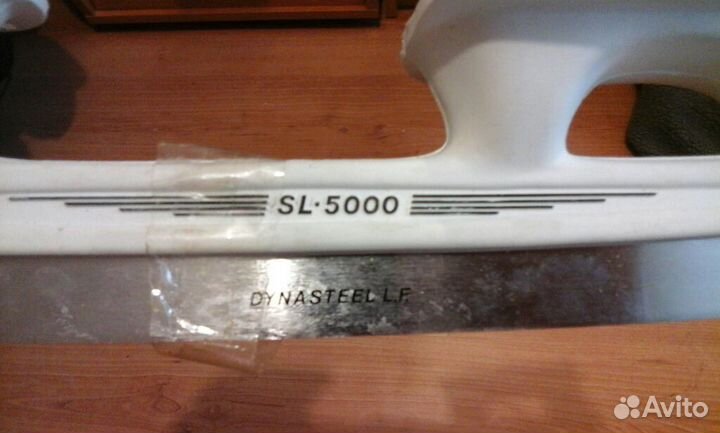 SL·5000
DYNASTEEL L.F.
Avito